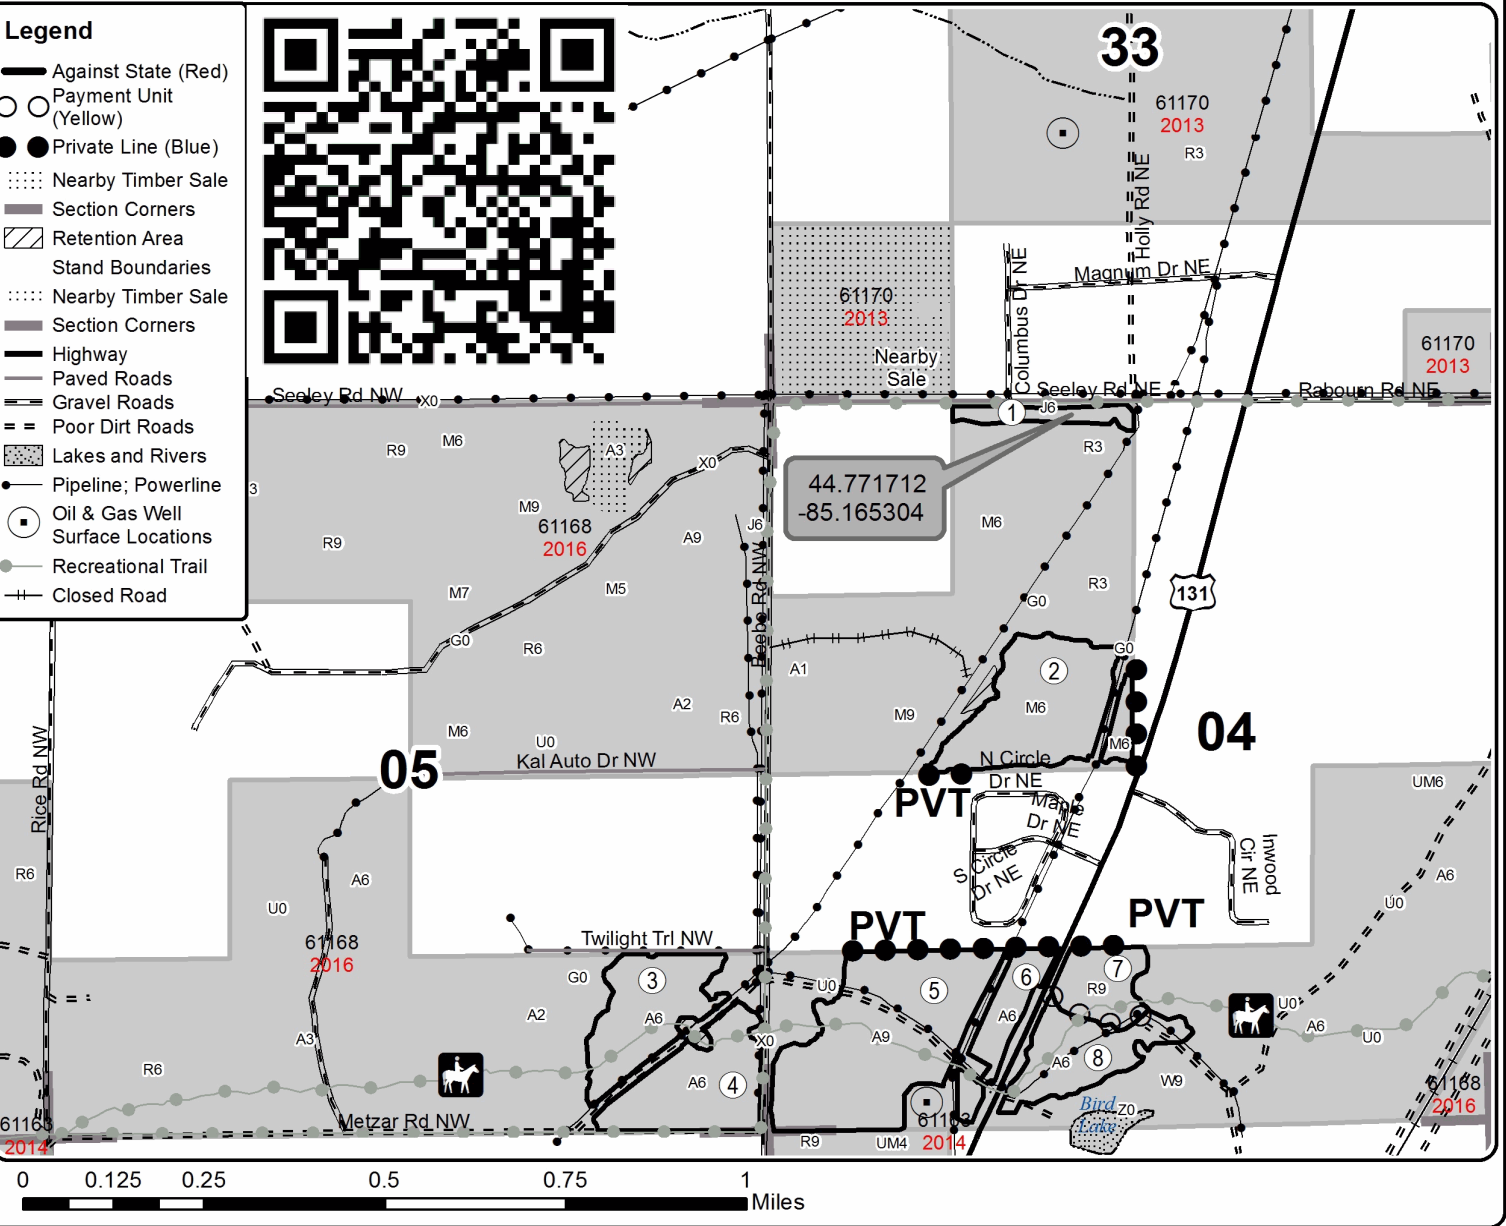 Legend
Against State (Red)
Payment Unit
(Yellow)
Private Line (Blue)
Nearby Timber Sale
Section Corners
Retention Area
Stand Boundaries
Nearby Timber Sale
Section Corners
Highway
Paved Roads
Gravel Roads
Poor Dirt Roads
Lakes and Rivers
Pipeline; Powerline
Oil & Gas Well
Surface Locations
Recreational Trail
Closed Road
33
61170
2013
R3
Holly Rd NE
Columbus Dr NE
Magnum Dr NE
61170
2013
Nearby
Sale
61170
2013
Seeley Rd NW
X0
Seeley Rd NE
Rabourn Rd NE
1
J6
R9
M6
A3
X0
R3
3
44.771712
-85.165304
M9
61168
2016
R9
A9
J6
M6
M7
M5
Beebe Rd NW
G0
R3
131
G0
R6
A1
G0
2
M6
A2
R6
M9
M6
U0
M6
04
05
Kal Auto Dr NW
N Circle
Dr NE
PVT
Maple
Dr NE
S Circle
Dr NE
Inwood
Cir NE
UM6
Rice Rd NW
R6
A6
U0
A6
U0
61168
2016
PVT
PVT
Twilight Trl NW
G0
3
U0
5
6
7
R9
A2
A6
A6
U0
A3
X0
A9
A6
U0
R6
A6
4
A6
8
W9
Metzar Rd NW
Bird
Lake
Z0
61168
2016
2014
R9
UM4
2014
0
0.125
0.25
0.5
0.75
1
Miles